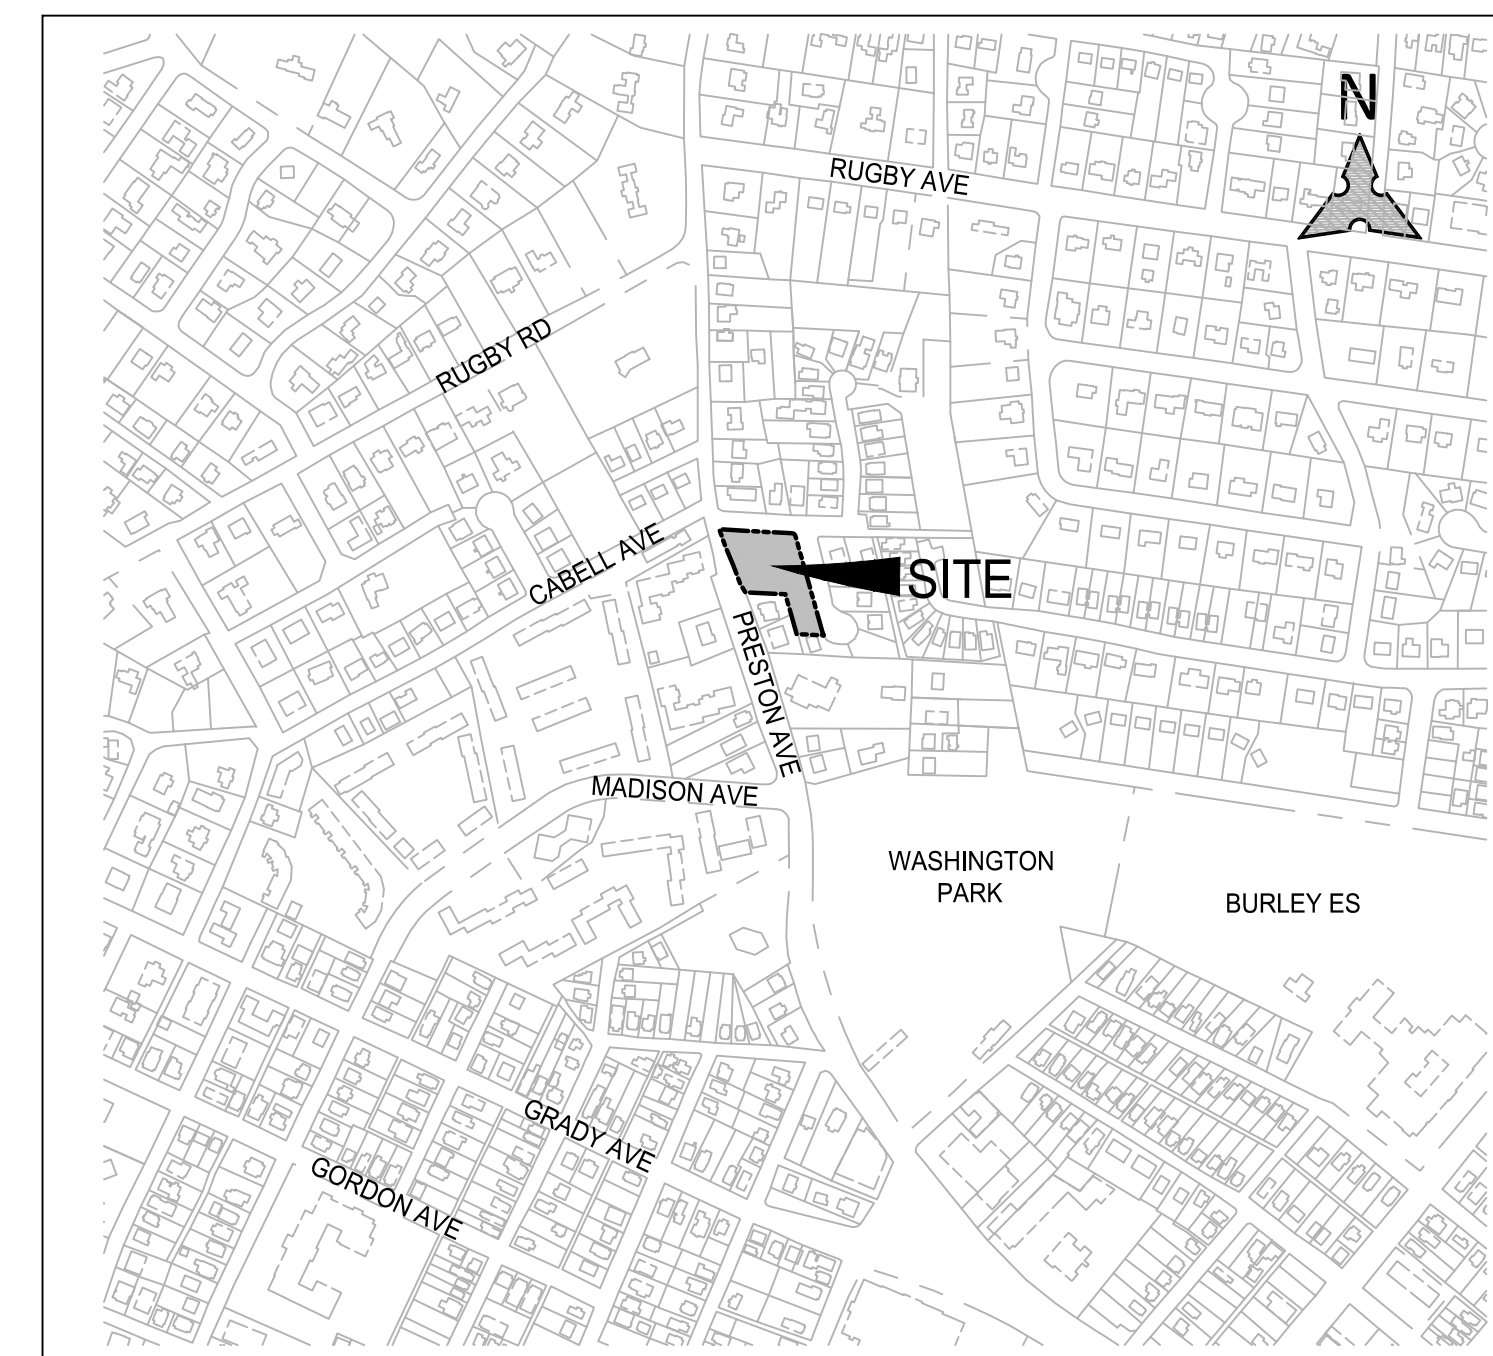 N
RUGBY AVE
RUGBY RD
CABELL AVE
SITE
PRESTON AVE
MADISON AVE
WASHINGTON
PARK
BURLEY ES
GRADY AVE
GORDON AVE